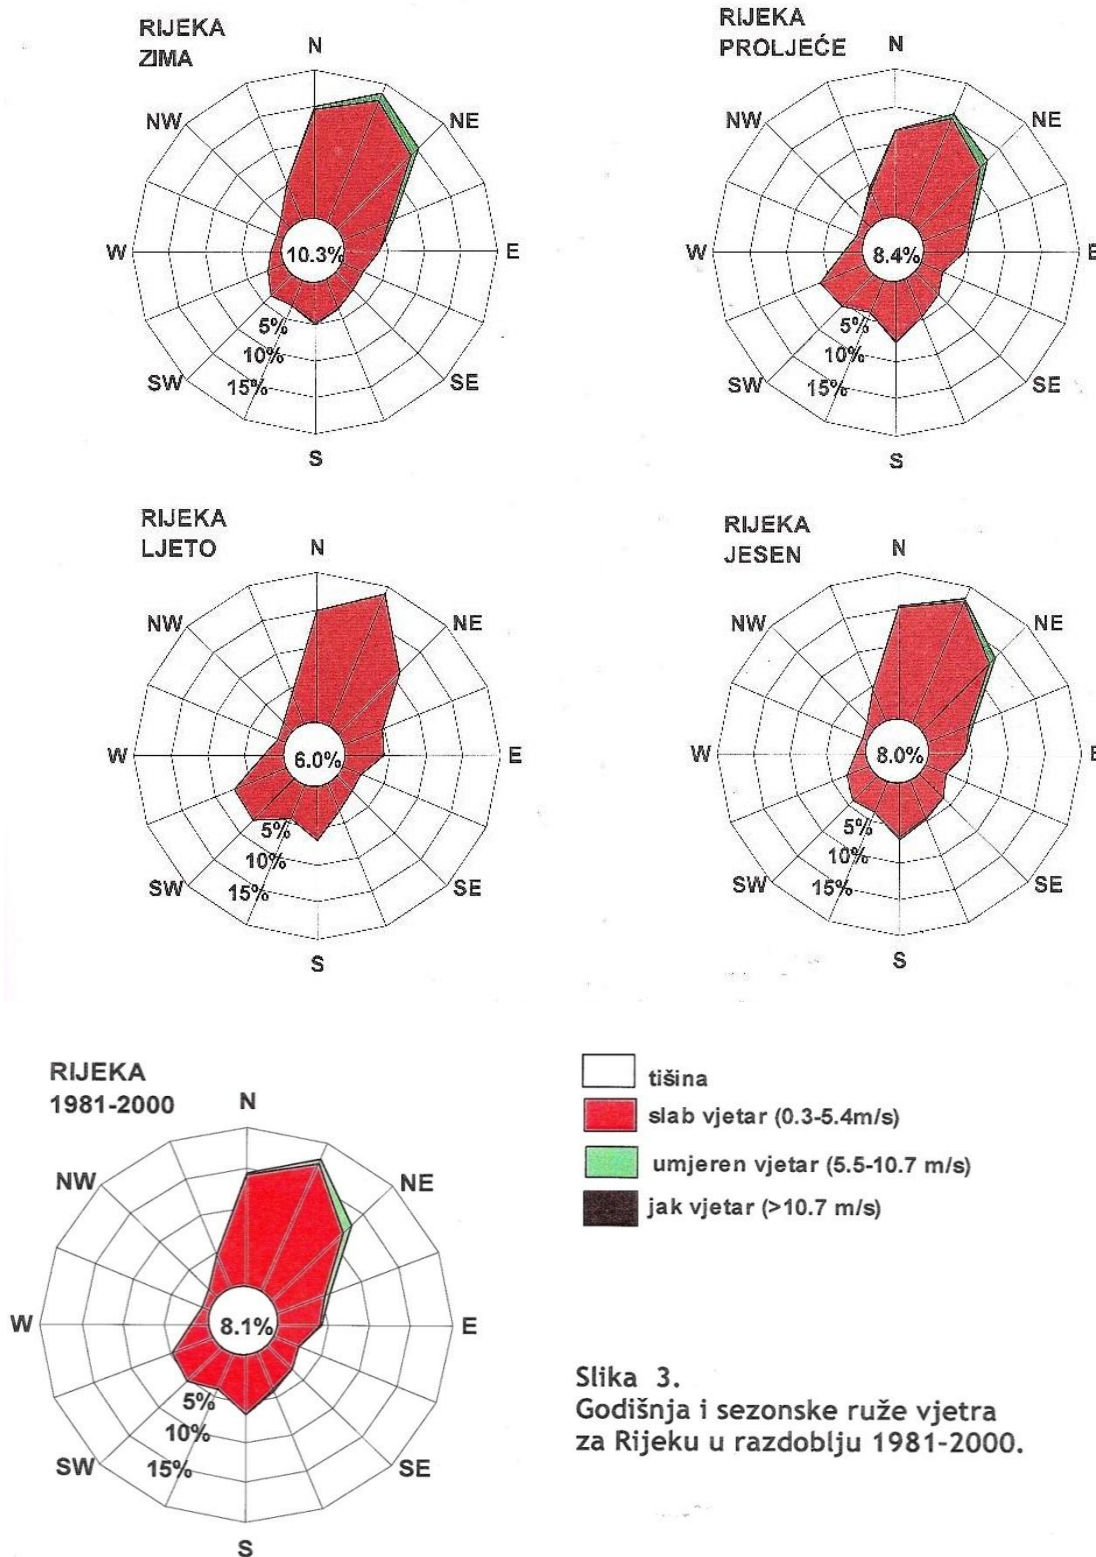 RIJEKA
ZIMA
N
NW
NE
W
10.3%
E
5%
10%
15%
SW
SE
S
RIJEKA
PROLJEĆE
N
NW
NE
W
8.4%
E
5%
10%
15%
SW
SE
S
RIJEKA
LJETO
N
NW
NE
W
6.0%
E
5%
10%
15%
SW
SE
S
RIJEKA
JESEN
N
NW
NE
W
8.0%
E
5%
10%
15%
SW
SE
S
RIJEKA
1981-2000
N
NW
NE
W
8.1%
E
5%
10%
15%
SW
SE
S
tišina
slab vjetar (0.3-5.4m/s)
umjeren vjetar (5.5-10.7 m/s)
jak vjetar (>10.7 m/s)
Slika 3.
Godišnja i sezonske ruže vjetra
za Rijeku u razdoblju 1981-2000.